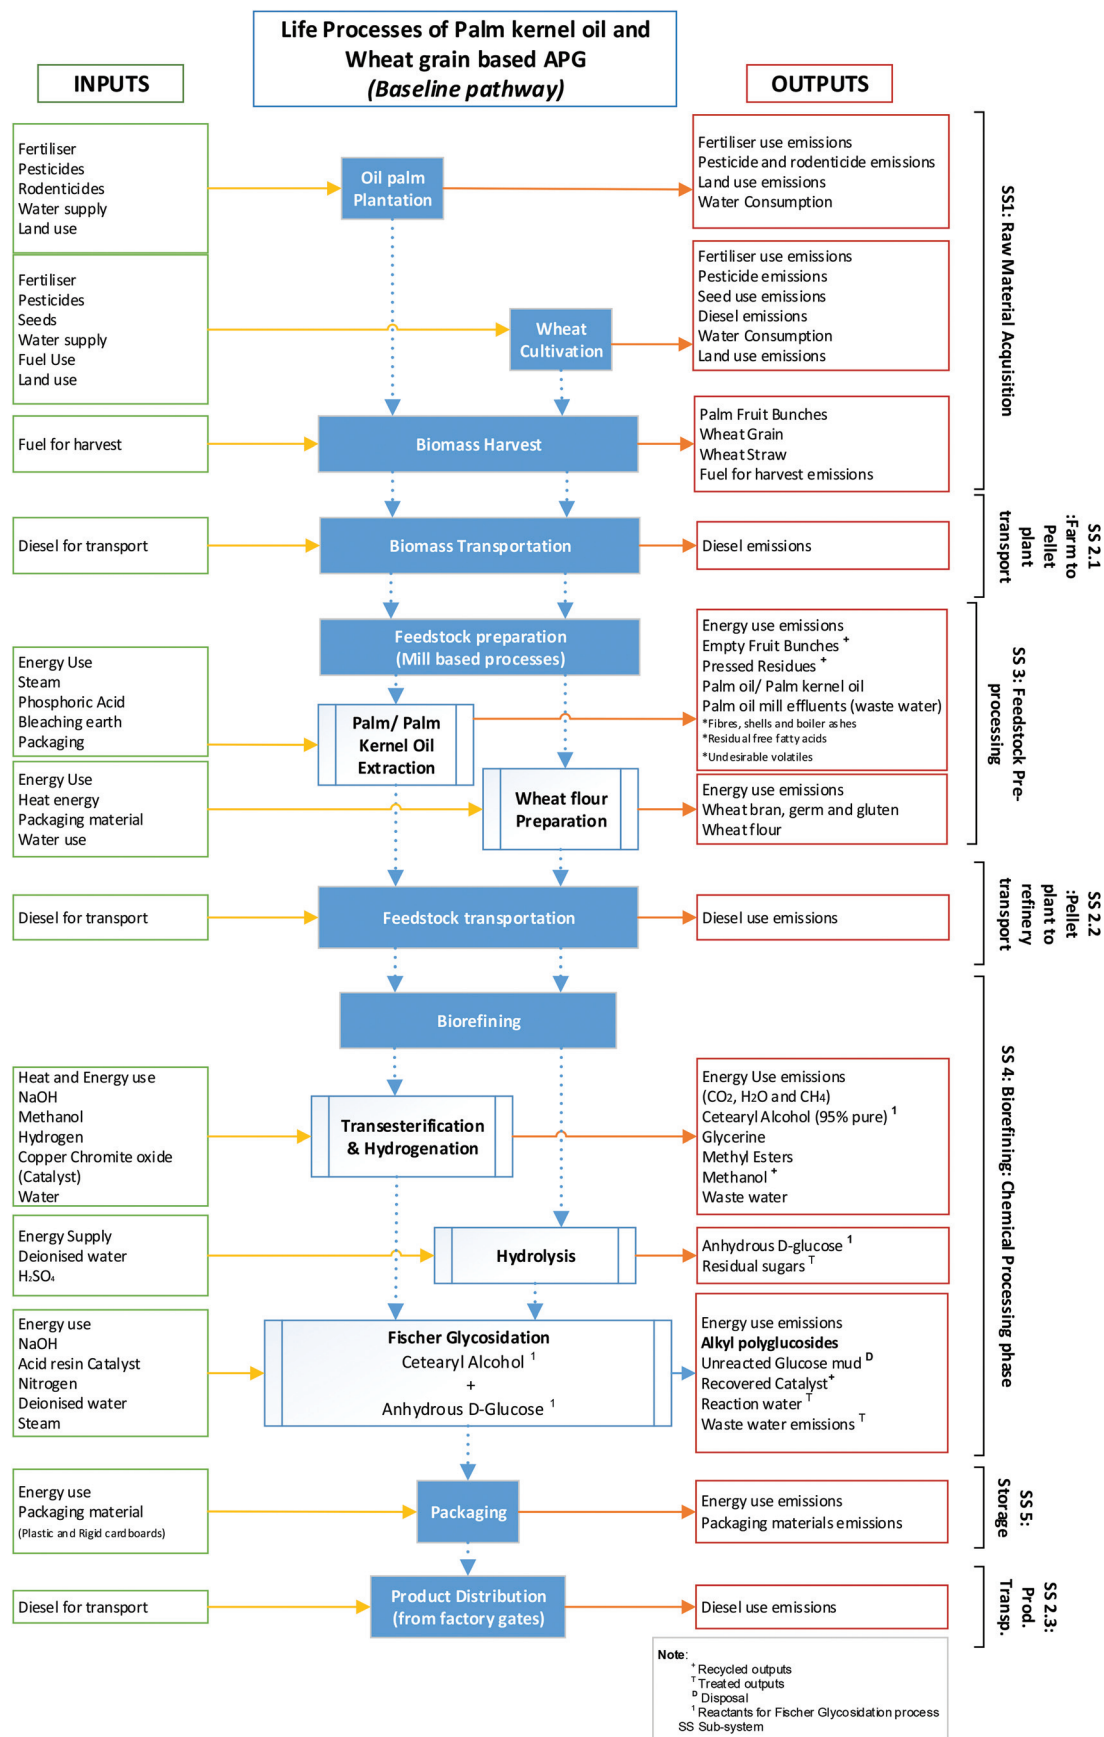 Life Processes of Palm kernel oil and
Wheat grain based APG
(Baseline pathway)
INPUTS
OUTPUTS
Fertiliser
Pesticides
Rodenticides
Water supply
Land use
Oil palm
Plantation
Fertiliser use emissions
Pesticide and rodenticide emissions
Land use emissions
Water Consumption
SS1: Raw Material Acquisition
Fertiliser
Pesticides
Seeds
Water supply
Fuel Use
Land use
Wheat
Cultivation
Fertiliser use emissions
Pesticide emissions
Seed use emissions
Diesel emissions
Water Consumption
Land use emissions
Fuel for harvest
Biomass Harvest
Palm Fruit Bunches
Wheat Grain
Wheat Straw
Fuel for harvest emissions
Diesel for transport
Biomass Transportation
Diesel emissions
SS 2.1
:Farm to
Pellet
plant
transport
Feedstock preparation
(Mill based processes)
Energy Use
Steam
Phosphoric Acid
Bleaching earth
Packaging
Palm/ Palm
Kernel Oil
Extraction
Energy use emissions
Empty Fruit Bunches +
Pressed Residues +
Palm oil/ Palm kernel oil
Palm oil mill effluents (waste water)
*Fibres, shells and boiler ashes
*Residual free fatty acids
*Undesirable volatiles
SS 3: Feedstock Pre-
processing
Energy Use
Heat energy
Packaging material
Water use
Wheat flour
Preparation
Energy use emissions
Wheat bran, germ and gluten
Wheat flour
Diesel for transport
Feedstock transportation
Diesel use emissions
SS 2.2
:Pellet
plant to
refinery
transport
Biorefining
Heat and Energy use
NaOH
Methanol
Hydrogen
Copper Chromite oxide
(Catalyst)
Water
Transesterification
& Hydrogenation
Energy Use emissions
(CO₂, H₂O and CH₄)
Cetearyl Alcohol (95% pure) 1
Glycerine
Methyl Esters
Methanol +
Waste water
SS 4: Biorefining: Chemical Processing phase
Energy Supply
Deionised water
H₂SO₄
Hydrolysis
Anhydrous D-glucose 1
Residual sugars T
Energy use
NaOH
Acid resin Catalyst
Nitrogen
Deionised water
Steam
Fischer Glycosidation
Cetearyl Alcohol 1
+
Anhydrous D-Glucose 1
Energy use emissions
Alkyl polyglucosides
Unreacted Glucose mud D
Recovered Catalyst+
Reaction water T
Waste water emissions T
Energy use
Packaging material
(Plastic and Rigid cardboards)
Packaging
Energy use emissions
Packaging materials emissions
SS 5:
Storage
Diesel for transport
Product Distribution
(from factory gates)
Diesel use emissions
SS 2.3:
Prod.
Transp.
Note:
+ Recycled outputs
T Treated outputs
D Disposal
1 Reactants for Fischer Glycosidation process
SS Sub-system